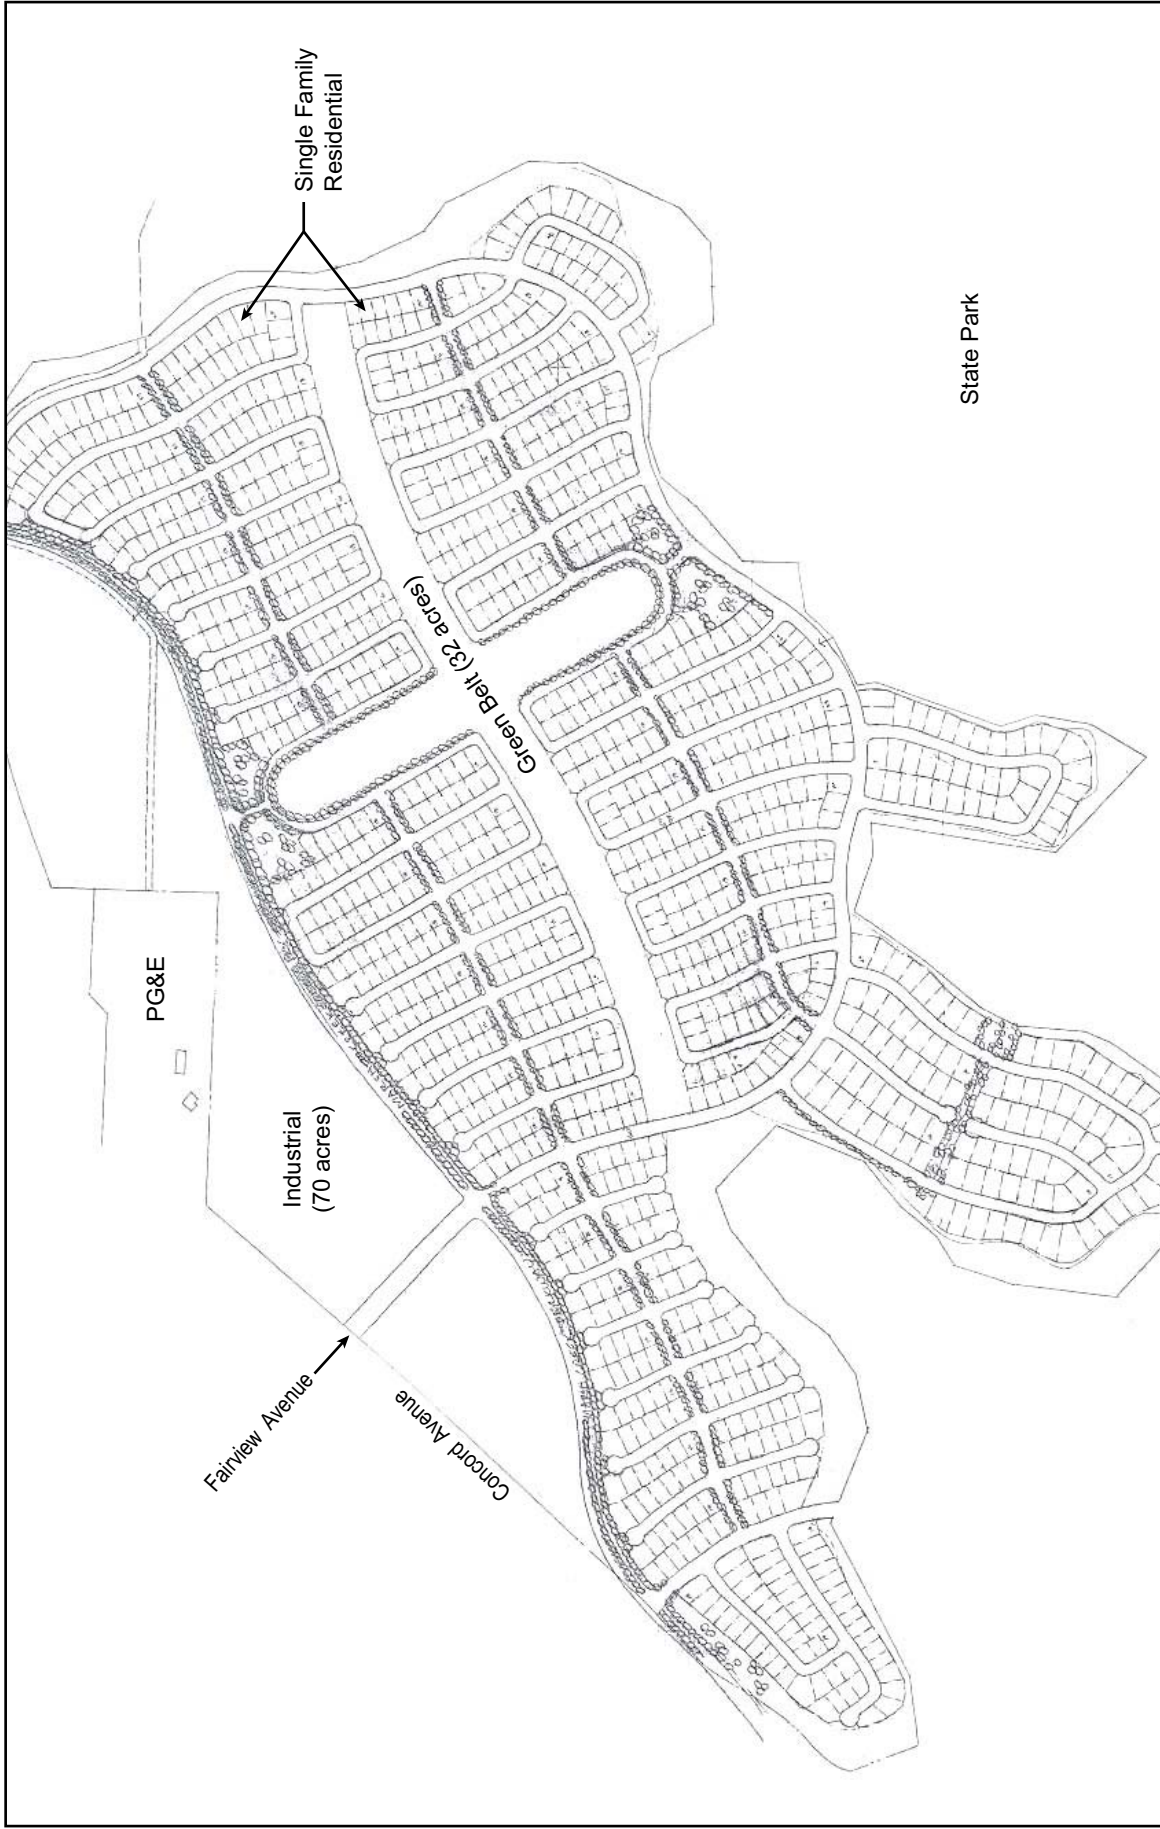 Single Family
Residential
State Park
Green Belt (32 acres)
PG&E
Industrial
(70 acres)
Fairview Avenue
Concord Avenue